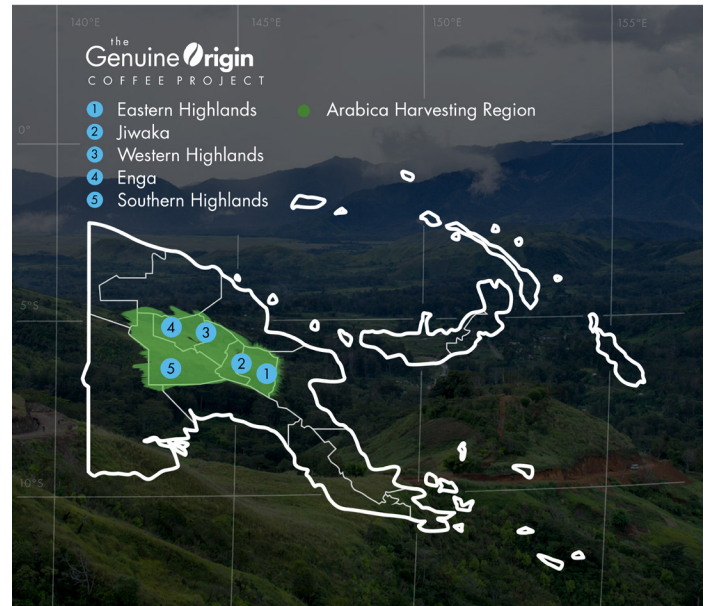 140°E
145°E
150°E
155°E
the
Genuine Origin
COFFEE PROJECT
1 Eastern Highlands
2 Jiwaka
3 Western Highlands
4 Enga
5 Southern Highlands
Arabica Harvesting Region
0°
5°S
4
3
5
2
1
10°S